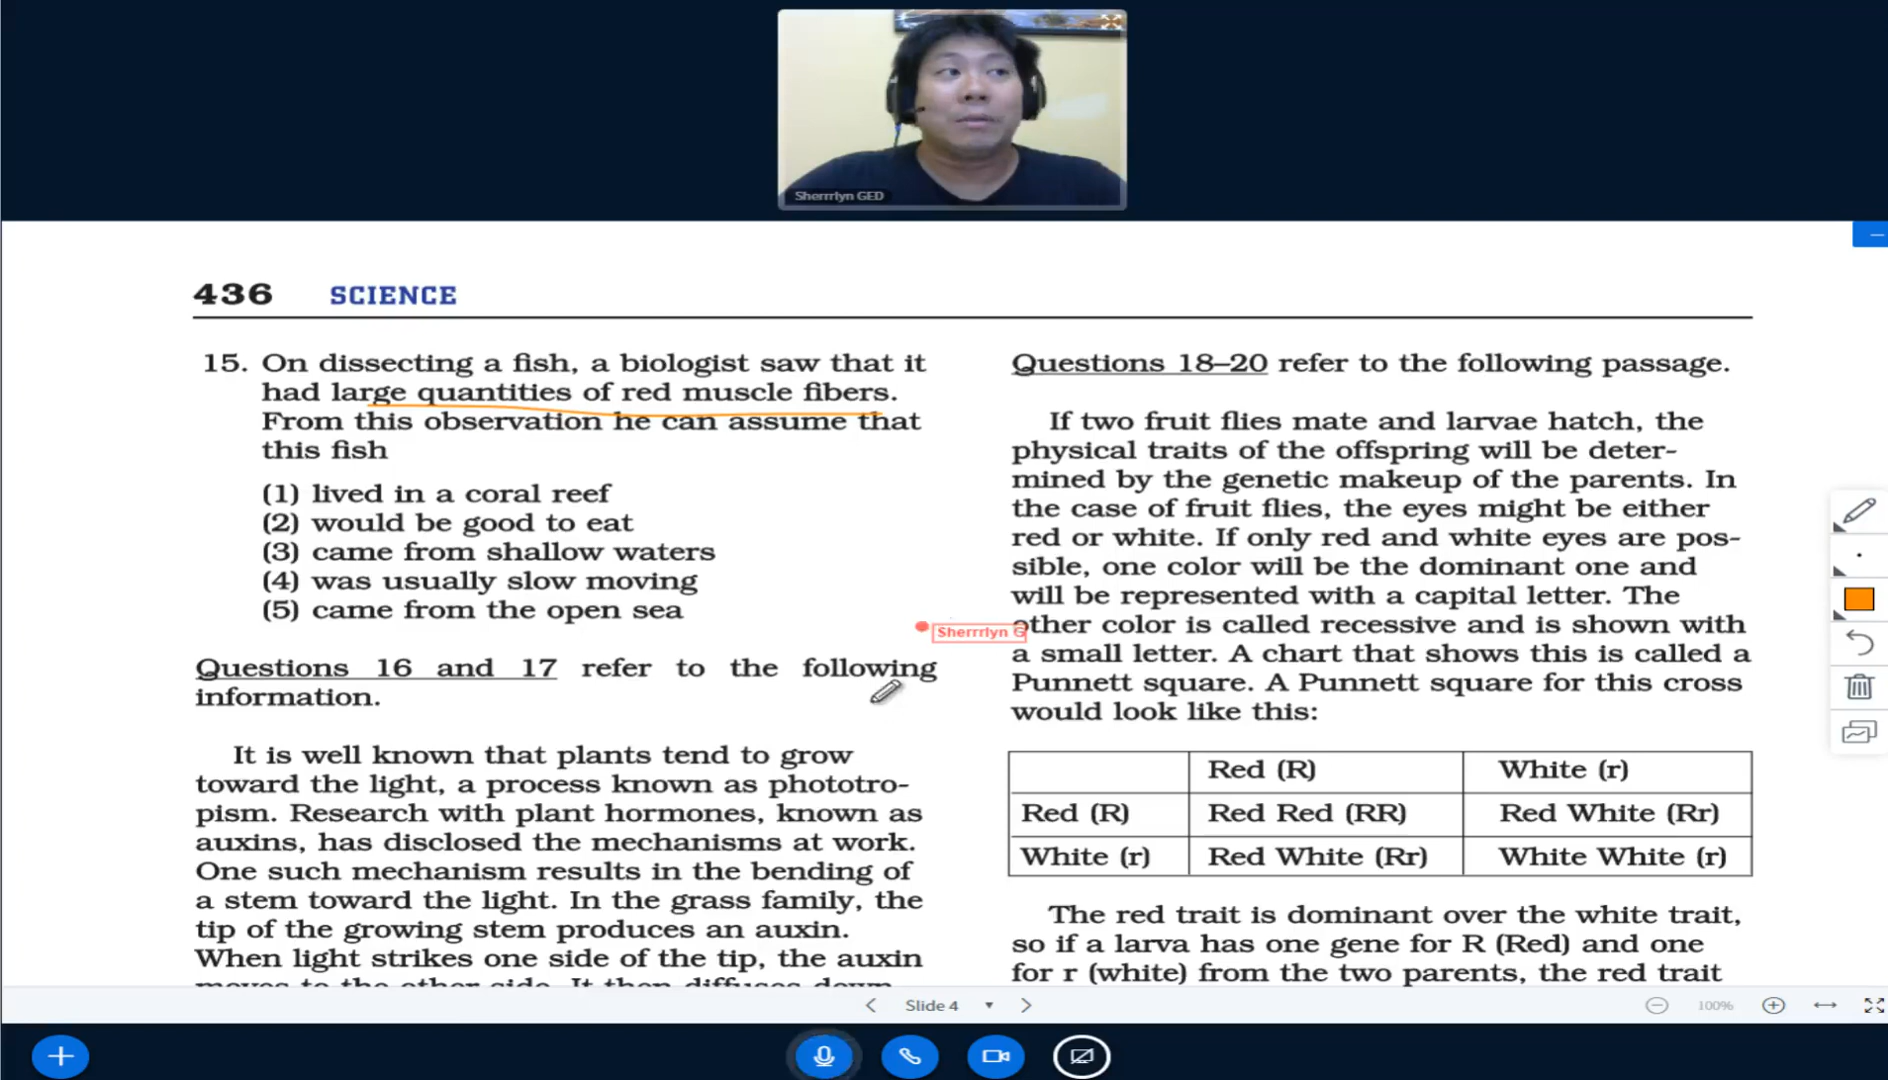 Sherrrlyn GED
436 SCIENCE
15. On dissecting a fish, a biologist saw that it
had large quantities of red muscle fibers.
From this observation he can assume that
this fish
(1) lived in a coral reef
(2) would be good to eat
(3) came from shallow waters
(4) was usually slow moving
(5) came from the open sea
Sherrrlyn G
Questions 16 and 17 refer to the following
information.
It is well known that plants tend to grow
toward the light, a process known as phototro-
pism. Research with plant hormones, known as
auxins, has disclosed the mechanisms at work.
One such mechanism results in the bending of
a stem toward the light. In the grass family, the
tip of the growing stem produces an auxin.
When light strikes one side of the tip, the auxin
moves to the other side. It then diffuses down
Questions 18–20 refer to the following passage.
If two fruit flies mate and larvae hatch, the
physical traits of the offspring will be deter-
mined by the genetic makeup of the parents. In
the case of fruit flies, the eyes might be either
red or white. If only red and white eyes are pos-
sible, one color will be the dominant one and
will be represented with a capital letter. The
other color is called recessive and is shown with
a small letter. A chart that shows this is called a
Punnett square. A Punnett square for this cross
would look like this:
Red (R) White (r)
Red (R) Red Red (RR) Red White (Rr)
White (r) Red White (Rr) White White (r)
The red trait is dominant over the white trait,
so if a larva has one gene for R (Red) and one
for r (white) from the two parents, the red trait
Slide 4
100%